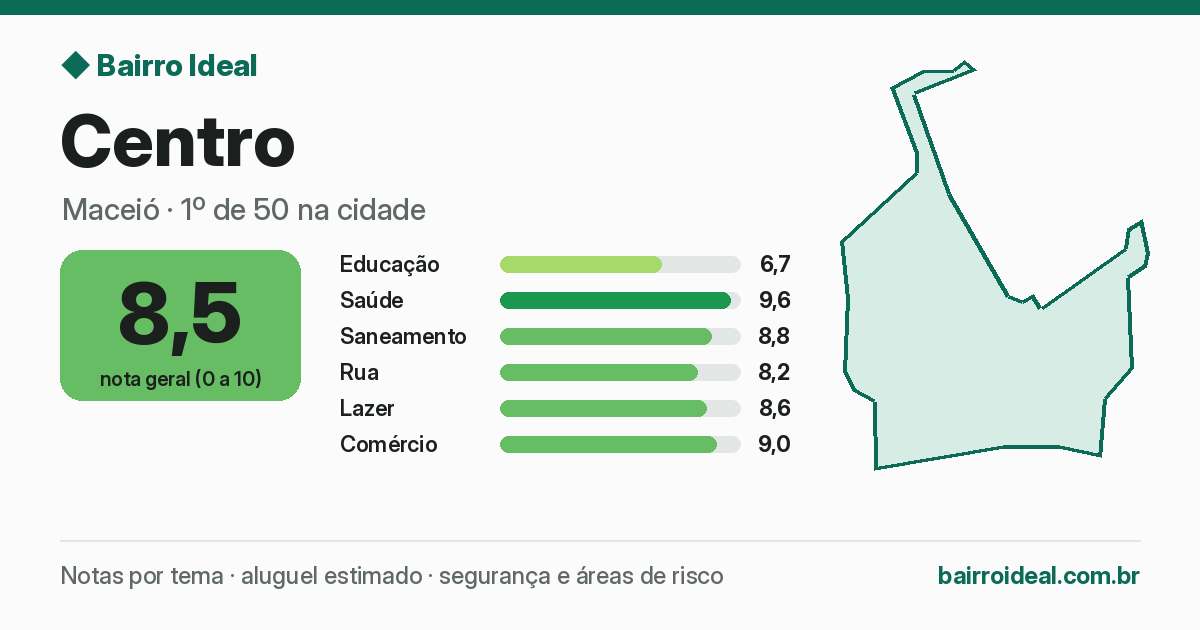 Bairro Ideal
Centro
Maceió · 1º de 50 na cidade
8,5
nota geral (0 a 10)
Educação 6,7
Saúde 9,6
Saneamento 8,8
Rua 8,2
Lazer 8,6
Comércio 9,0
Notas por tema · aluguel estimado · segurança e áreas de risco
bairroideal.com.br